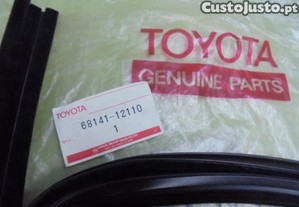 Custojusto.pt
TOYOTA
GENUINE PARTS
TOYOTA
68141-12110
1